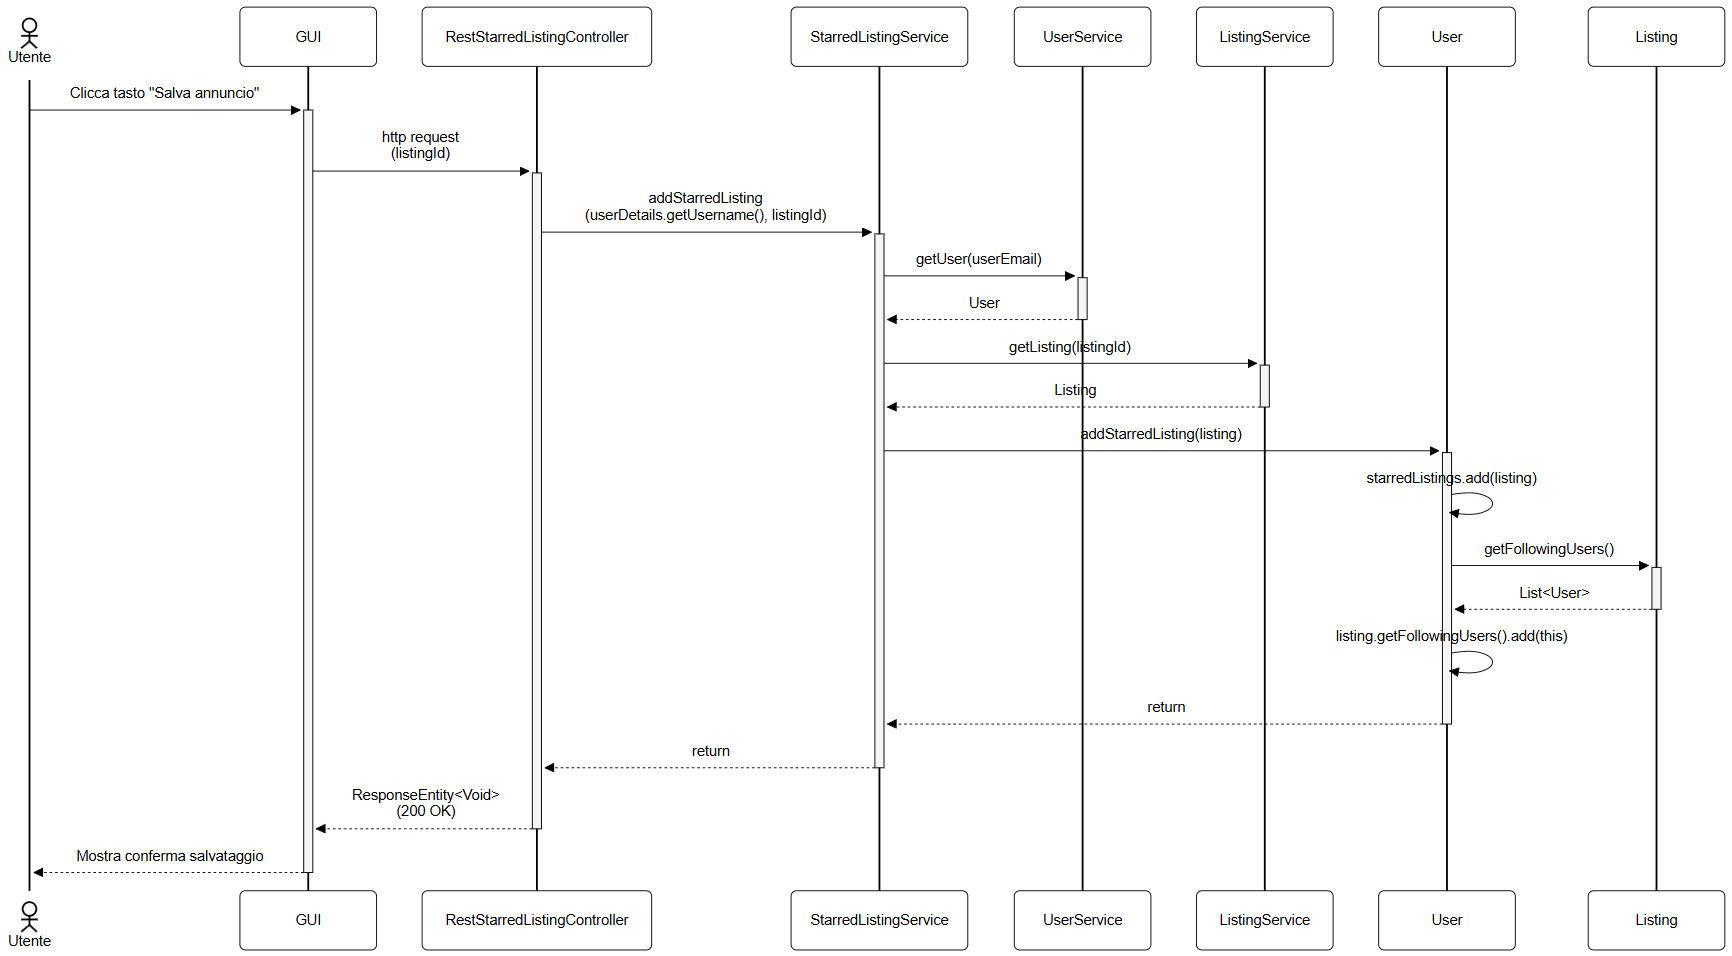 Utente
GUI
RestStarredListingController
StarredListingService
UserService
ListingService
User
Listing
Clicca tasto "Salva annuncio"
http request
(listingId)
addStarredListing
(userDetails.getUsername(), listingId)
getUser(userEmail)
User
getListing(listingId)
Listing
addStarredListing(listing)
starredListings.add(listing)
getFollowingUsers()
List<User>
listing.getFollowingUsers().add(this)
return
return
ResponseEntity<Void>
(200 OK)
Mostra conferma salvataggio
Utente
GUI
RestStarredListingController
StarredListingService
UserService
ListingService
User
Listing